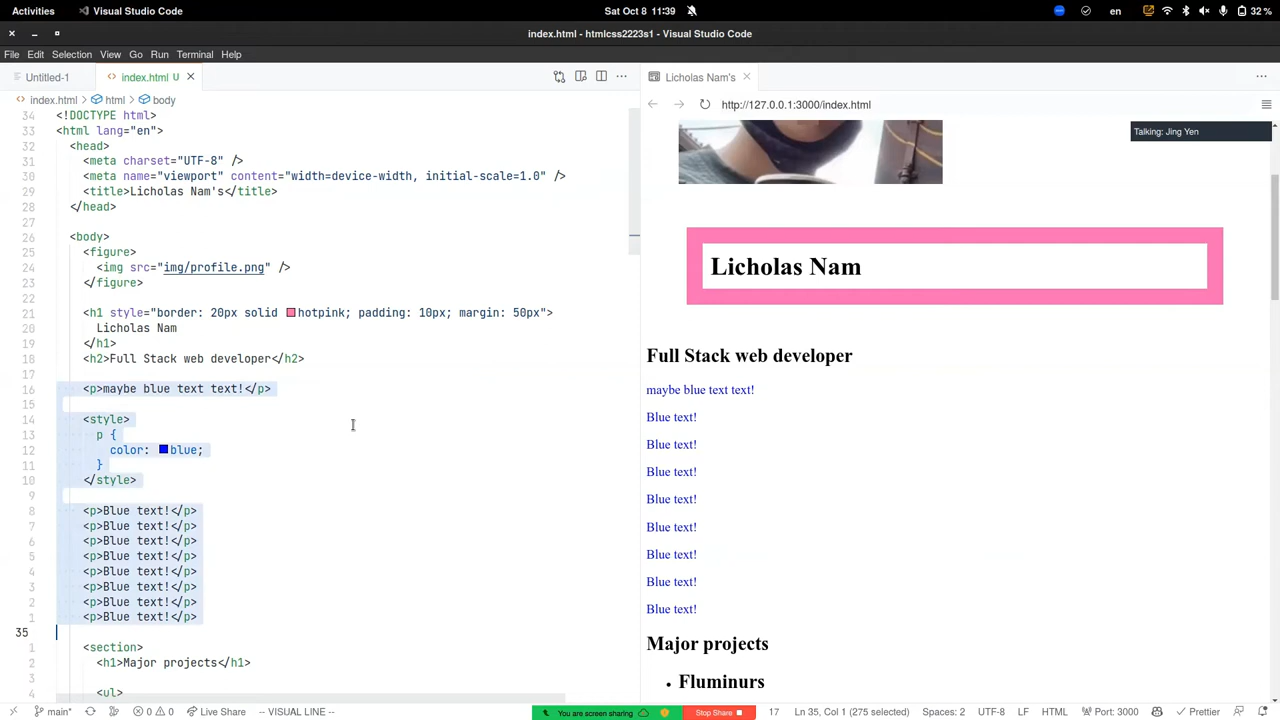 Activities
Visual Studio Code
Sat Oct 8 11:39
en
32 %
index.html - htmlcss2223s1 - Visual Studio Code
File Edit Selection View Go Run Terminal Help
Untitled-1
index.html U
Licholas Nam's
index.html > html > body
http://127.0.0.1:3000/index.html
Talking: Jing Yen
34 <!DOCTYPE html>
33 <html lang="en">
32 <head>
31 <meta charset="UTF-8" />
30 <meta name="viewport" content="width=device-width, initial-scale=1.0" />
29 <title>Licholas Nam's</title>
28 </head>
27
26 <body>
25 <figure>
24 <img src="img/profile.png" />
23 </figure>
22
21 <h1 style="border: 20px solid hotpink; padding: 10px; margin: 50px">
20 Licholas Nam
19 </h1>
18 <h2>Full Stack web developer</h2>
17
16 <p>maybe blue text text!</p>
15
14 <style>
13 p {
12 color: blue;
11 }
10 </style>
9
8 <p>Blue text!</p>
7 <p>Blue text!</p>
6 <p>Blue text!</p>
5 <p>Blue text!</p>
4 <p>Blue text!</p>
3 <p>Blue text!</p>
2 <p>Blue text!</p>
1 <p>Blue text!</p>
35
1 <section>
2 <h1>Major projects</h1>
3
4 <ul>
Licholas Nam
Full Stack web developer
maybe blue text text!
Blue text!
Blue text!
Blue text!
Blue text!
Blue text!
Blue text!
Blue text!
Blue text!
Major projects
Fluminurs
main*
0 0
Live Share
-- VISUAL LINE --
You are screen sharing
Stop Share
17
Ln 35, Col 1 (275 selected)
Spaces: 2
UTF-8
LF
HTML
Port: 3000
Prettier